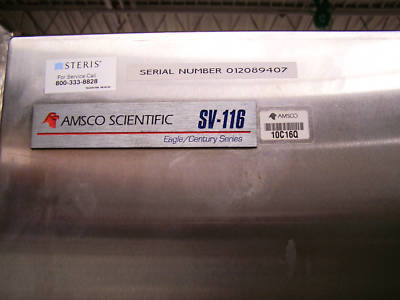 STERIS®
For Service Call
800-333-8828
SERIAL NUMBER 012089407
AMSCO SCIENTIFIC SV-116
Eagle/Century Series
AMSCO
10C16Q